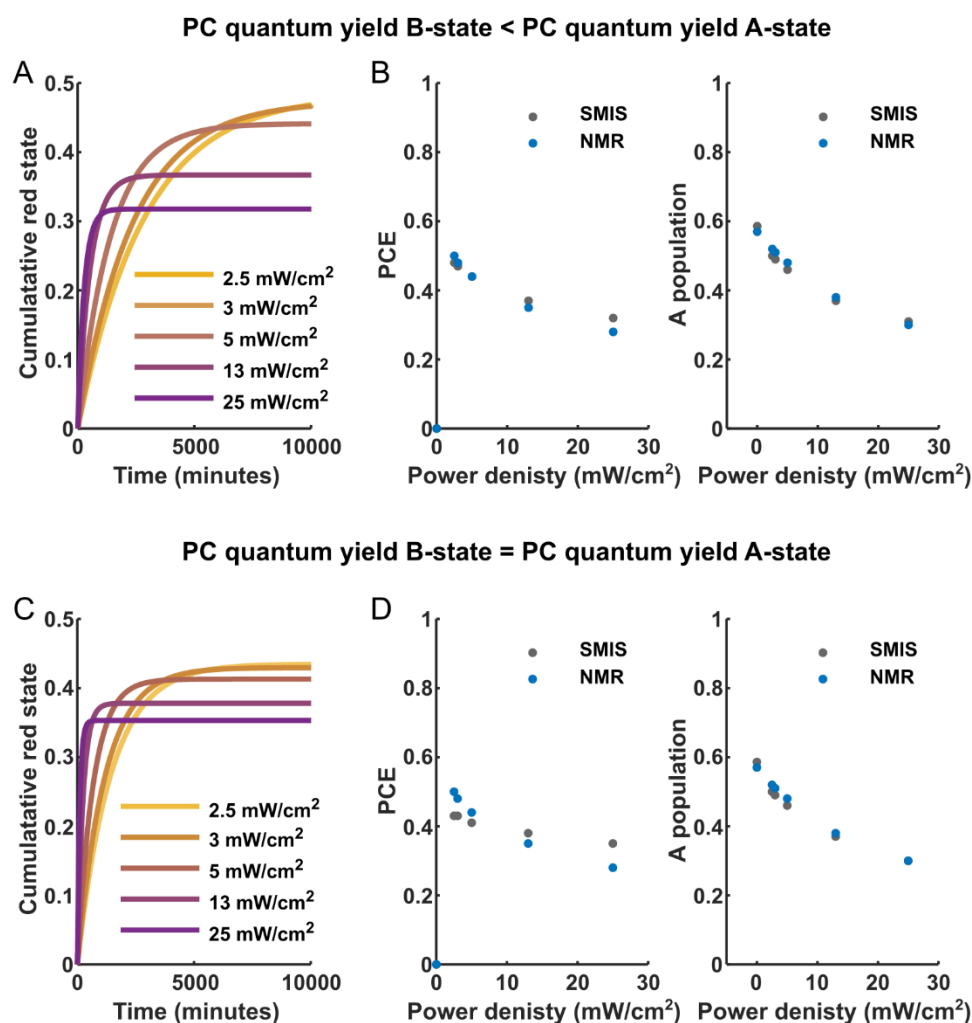 PC quantum yield B-state < PC quantum yield A-state
A
Cumulatative red state
0.5
0.4
0.3
0.2
0.1
0
2.5 mW/cm²
3 mW/cm²
5 mW/cm²
13 mW/cm²
25 mW/cm²
0 5000 10000
Time (minutes)
B
PCE
1
0.8
0.6
0.4
0.2
0
SMIS
NMR
0 10 20 30
Power denisty (mW/cm²)
A population
1
0.8
0.6
0.4
0.2
0
SMIS
NMR
0 10 20 30
Power denisty (mW/cm²)
PC quantum yield B-state = PC quantum yield A-state
C
Cumulatative red state
0.5
0.4
0.3
0.2
0.1
0
2.5 mW/cm²
3 mW/cm²
5 mW/cm²
13 mW/cm²
25 mW/cm²
0 5000 10000
Time (minutes)
D
PCE
1
0.8
0.6
0.4
0.2
0
SMIS
NMR
0 10 20 30
Power denisty (mW/cm²)
A population
1
0.8
0.6
0.4
0.2
0
SMIS
NMR
0 10 20 30
Power denisty (mW/cm²)